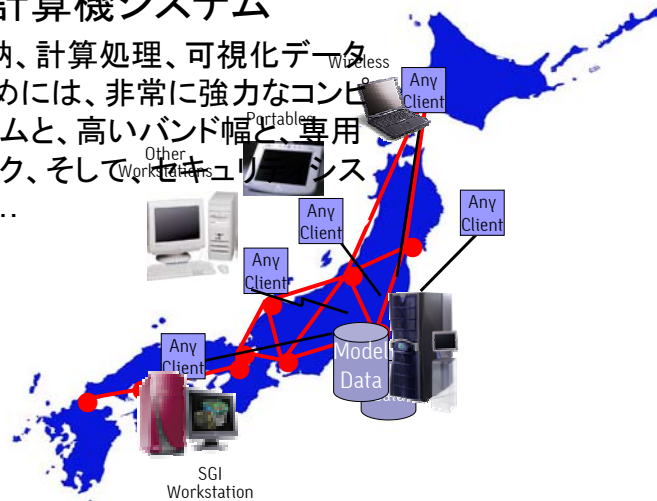 計算機システム
納、計算処理、可視化データ
めには、非常に強力なコンピ
ムと、高いバンド幅と、専用
ク、そして、セキュリティシス
..
Wireless
Any
Client
Portables
Other
Workstations
Any
Client
Any
Client
Any
Client
Any
Client
Model
Data
SGI
Workstation